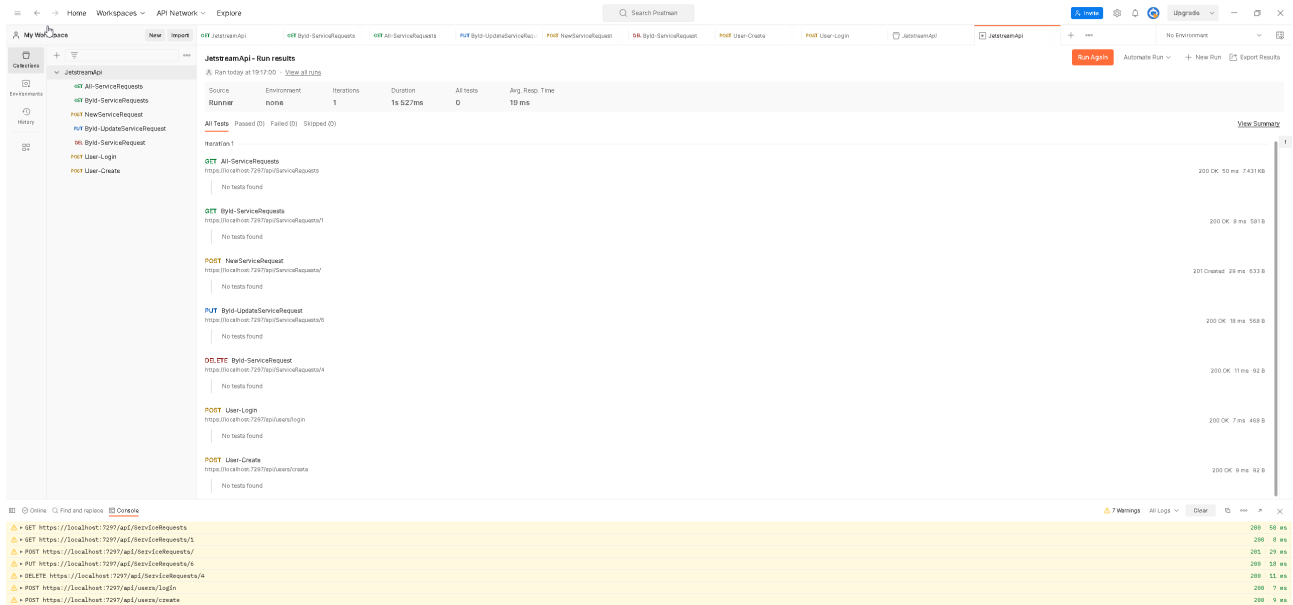 Home Workspaces API Network Explore Search Postman Invite Upgrade
My Workspace New Import
GET JetstreamApi GET ById-ServiceRequests GET All-ServiceRequests PUT ById-UpdateServiceRequ POST NewServiceRequest DEL ById-ServiceRequest POST User-Create POST User-Login JetstreamApi JetstreamApi No Environment
Collections
Environments
History
JetstreamApi
GET All-ServiceRequests
GET ById-ServiceRequests
POST NewServiceRequest
PUT ById-UpdateServiceRequest
DEL ById-ServiceRequest
POST User-Login
POST User-Create
JetstreamApi - Run results
Run Again Automate Run + New Run Export Results
Ran today at 19:17:00 · View all runs
Source Environment Iterations Duration All tests Avg. Resp. Time
Runner none 1 1s 527ms 0 19 ms
All Tests Passed (0) Failed (0) Skipped (0) View Summary
Iteration 1
1
GET All-ServiceRequests
https://localhost:7297/api/ServiceRequests 200 OK 50 ms 7.431 KB
No tests found
GET ById-ServiceRequests
https://localhost:7297/api/ServiceRequests/1 200 OK 8 ms 581 B
No tests found
POST NewServiceRequest
https://localhost:7297/api/ServiceRequests/ 201 Created 29 ms 633 B
No tests found
PUT ById-UpdateServiceRequest
https://localhost:7297/api/ServiceRequests/6 200 OK 18 ms 568 B
No tests found
DELETE ById-ServiceRequest
https://localhost:7297/api/ServiceRequests/4 200 OK 11 ms 92 B
No tests found
POST User-Login
https://localhost:7297/api/users/login 200 OK 7 ms 468 B
No tests found
POST User-Create
https://localhost:7297/api/users/create 200 OK 9 ms 92 B
No tests found
Online Find and replace Console 7 Warnings All Logs Clear
GET https://localhost:7297/api/ServiceRequests 200 50 ms
GET https://localhost:7297/api/ServiceRequests/1 200 8 ms
POST https://localhost:7297/api/ServiceRequests/ 201 29 ms
PUT https://localhost:7297/api/ServiceRequests/6 200 18 ms
DELETE https://localhost:7297/api/ServiceRequests/4 200 11 ms
POST https://localhost:7297/api/users/login 200 7 ms
POST https://localhost:7297/api/users/create 200 9 ms